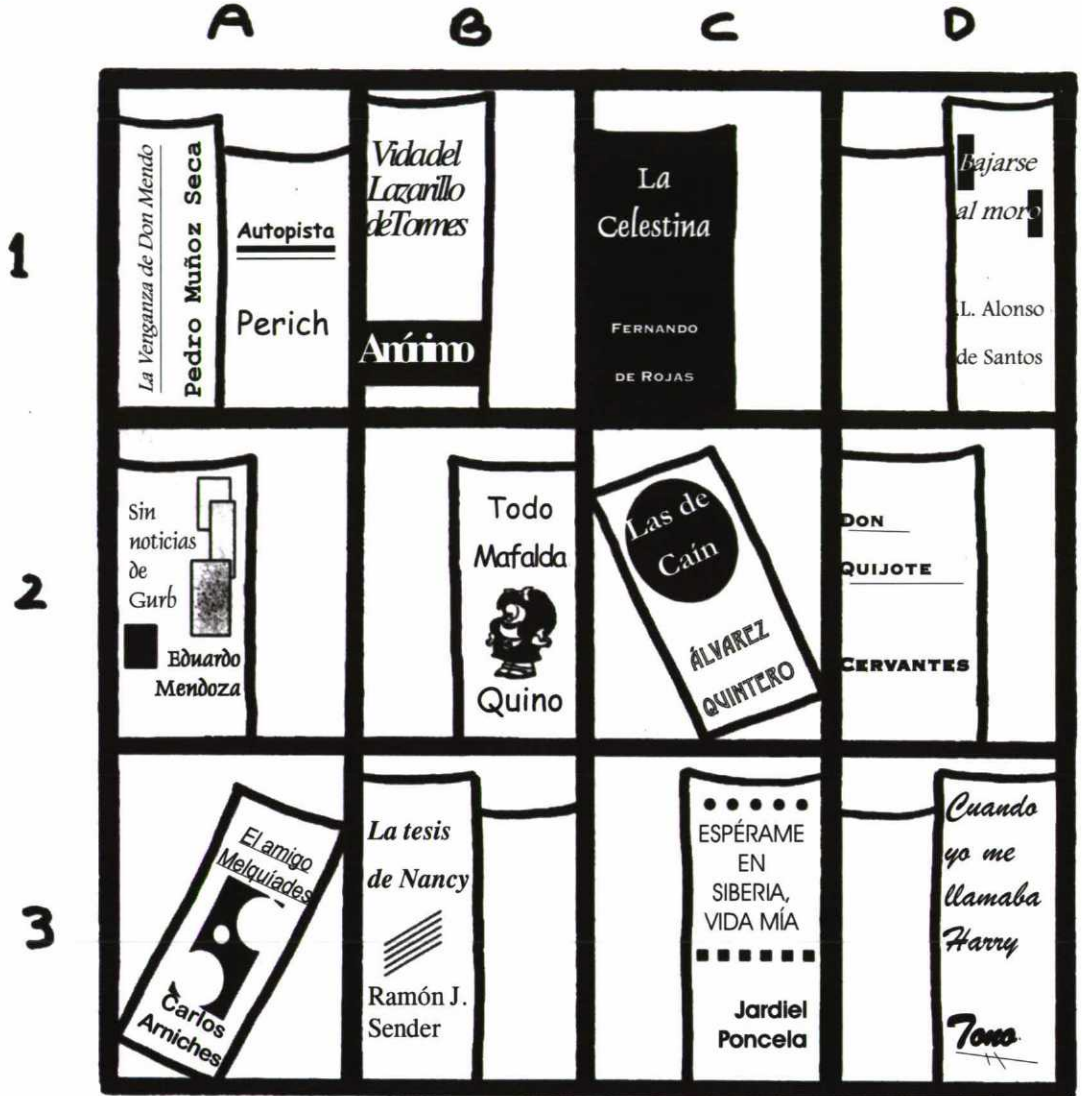 A B C D
1
La Venganza de Don Mendo
Pedro Muñoz Seca
Autopista
Perich
Vida del
Lazarillo
de Tormes
Anónimo
La
Celestina
FERNANDO
DE ROJAS
Bajarse
al moro
.L. Alonso
de Santos
2
Sin
noticias
de
Gurb
Eduardo
Mendoza
Todo
Mafalda
Quino
Las de
Caín
ÁLVAREZ
QUINTERO
DON
QUIJOTE
CERVANTES
3
El amigo
Melquíades
Carlos
Arniches
La tesis
de Nancy
Ramón J.
Sender
ESPÉRAME
EN
SIBERIA,
VIDA MÍA
Jardiel
Poncela
Cuando
yo me
llamaba
Harry
Tono